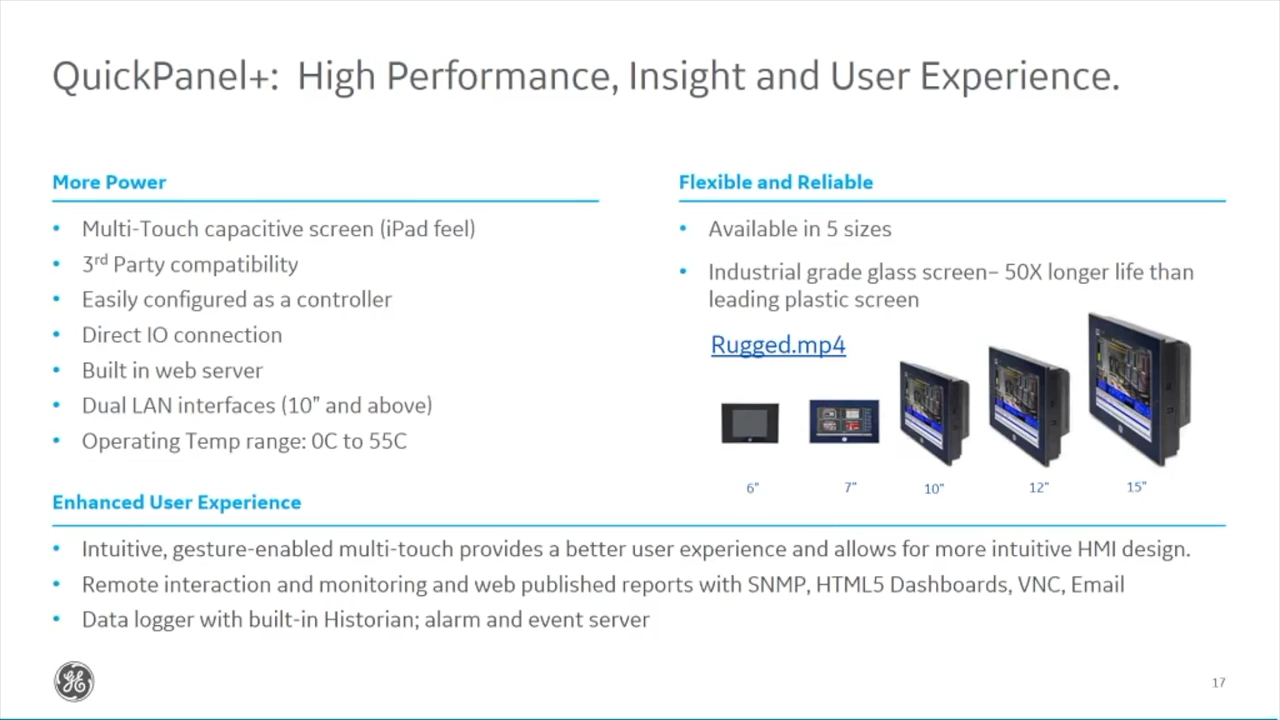 QuickPanel+: High Performance, Insight and User Experience.
More Power
• Multi-Touch capacitive screen (iPad feel)
• 3rd Party compatibility
• Easily configured as a controller
• Direct IO connection
• Built in web server
• Dual LAN interfaces (10” and above)
• Operating Temp range: 0C to 55C
Flexible and Reliable
• Available in 5 sizes
• Industrial grade glass screen– 50X longer life than
leading plastic screen
Rugged.mp4
6” 7” 10” 12” 15”
Enhanced User Experience
• Intuitive, gesture-enabled multi-touch provides a better user experience and allows for more intuitive HMI design.
• Remote interaction and monitoring and web published reports with SNMP, HTML5 Dashboards, VNC, Email
• Data logger with built-in Historian; alarm and event server
GE
17